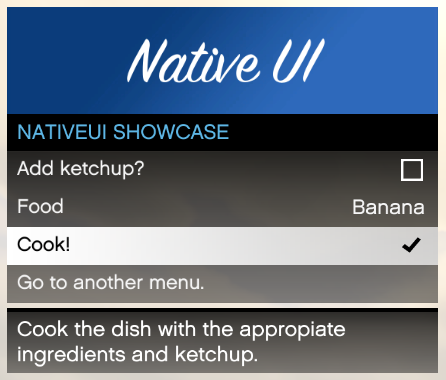 Native UI
NATIVEUI SHOWCASE
Add ketchup?
Food Banana
Cook!
Go to another menu.
Cook the dish with the appropiate
ingredients and ketchup.